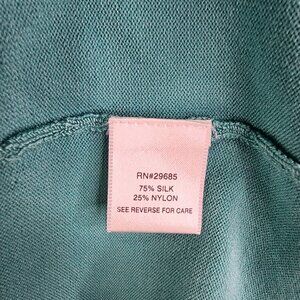 RN#29685
75% SILK
25% NYLON
SEE REVERSE FOR CARE